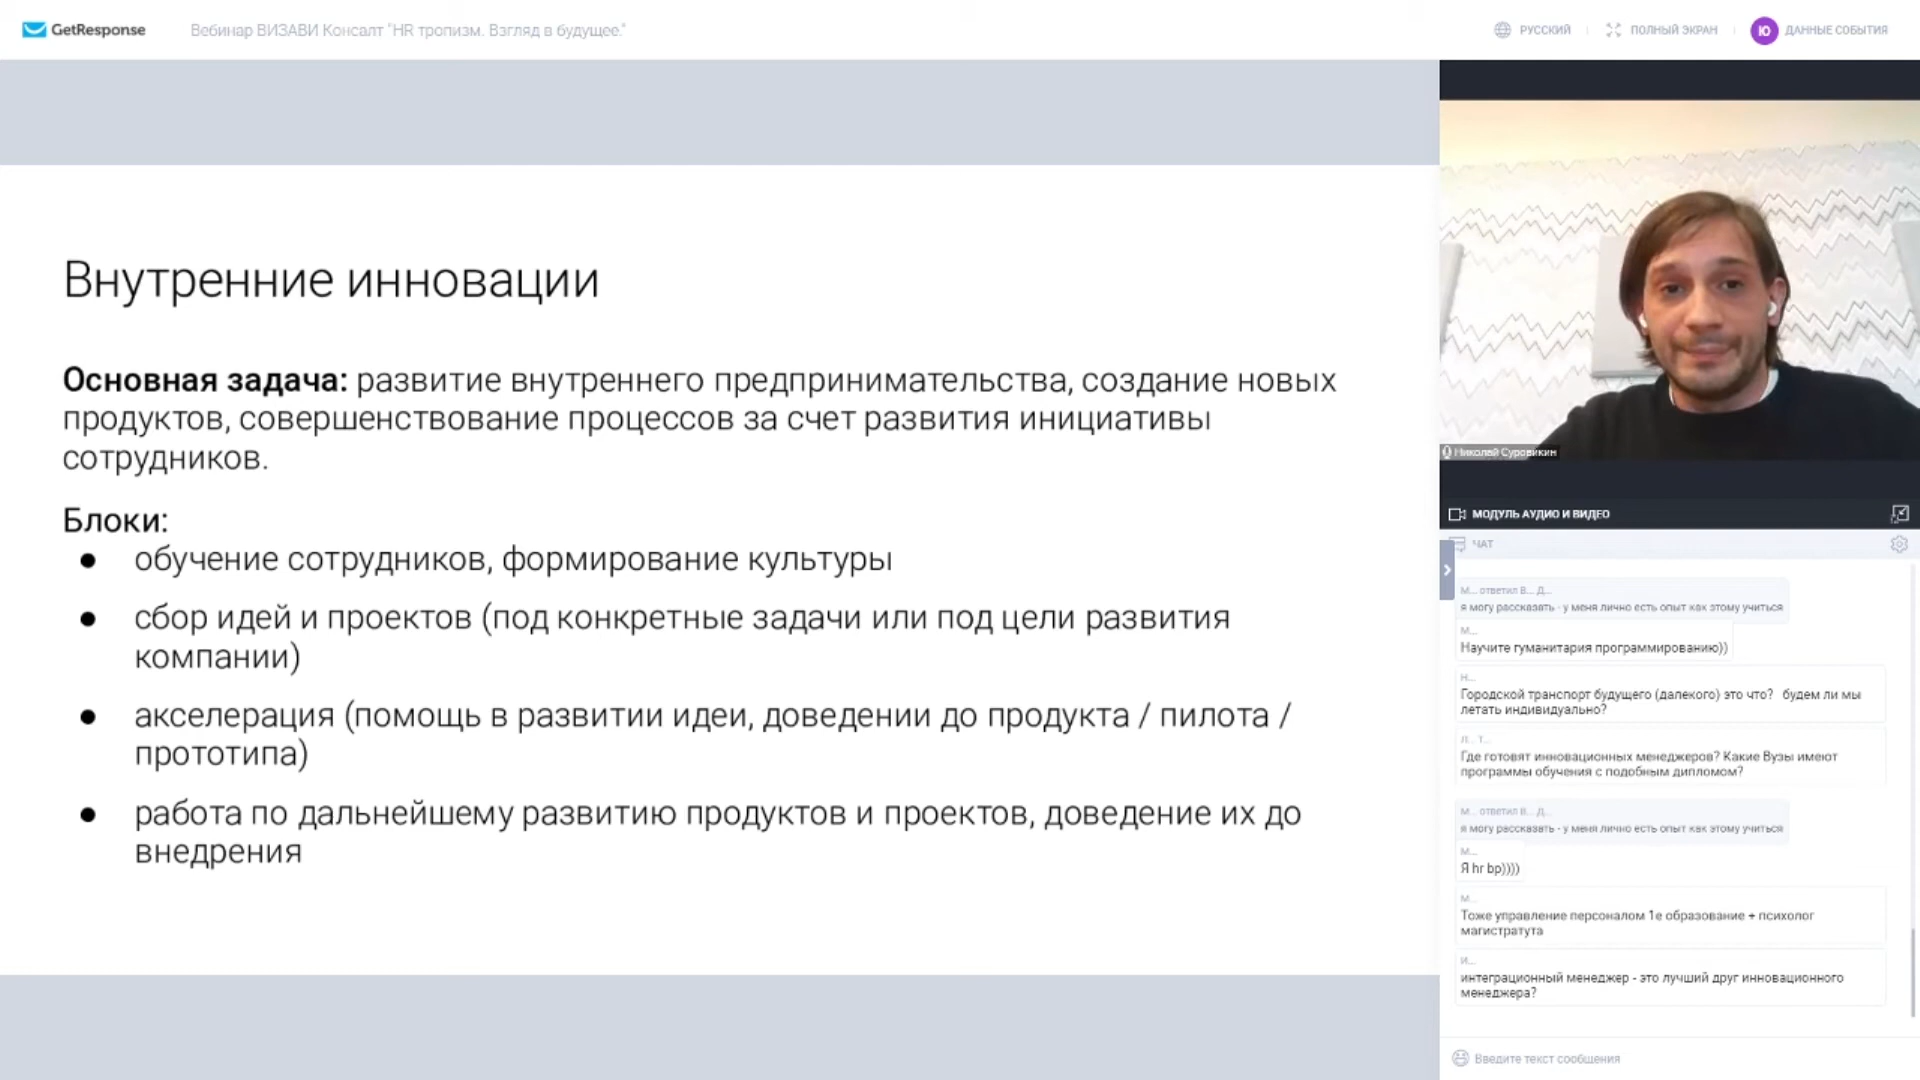 GetResponse
Вебинар ВИЗАВИ Консалт "HR тропизм. Взгляд в будущее."
РУССКИЙ
ПОЛНЫЙ ЭКРАН
Ю
ДАННЫЕ СОБЫТИЯ
Внутренние инновации
Основная задача: развитие внутреннего предпринимательства, создание новых
продуктов, совершенствование процессов за счет развития инициативы
сотрудников.
Блоки:
● обучение сотрудников, формирование культуры
● сбор идей и проектов (под конкретные задачи или под цели развития
компании)
● акселерация (помощь в развитии идеи, доведении до продукта / пилота /
прототипа)
● работа по дальнейшему развитию продуктов и проектов, доведение их до
внедрения
Николай Суровикин
МОДУЛЬ АУДИО И ВИДЕО
ЧАТ
М... ответил В... Д...
я могу рассказать - у меня лично есть опыт как этому учиться
М...
Научите гуманитария программированию))
Н...
Городской транспорт будущего (далекого) это что? будем ли мы
летать индивидуально?
Л... Т...
Где готовят инновационных менеджеров? Какие Вузы имеют
программы обучения с подобным дипломом?
М... ответил В... Д...
я могу рассказать - у меня лично есть опыт как этому учиться
М...
Я hr bp))))
М...
Тоже управление персоналом 1е образование + психолог
магистратута
И...
интеграционный менеджер - это лучший друг инновационного
менеджера?
Введите текст сообщения